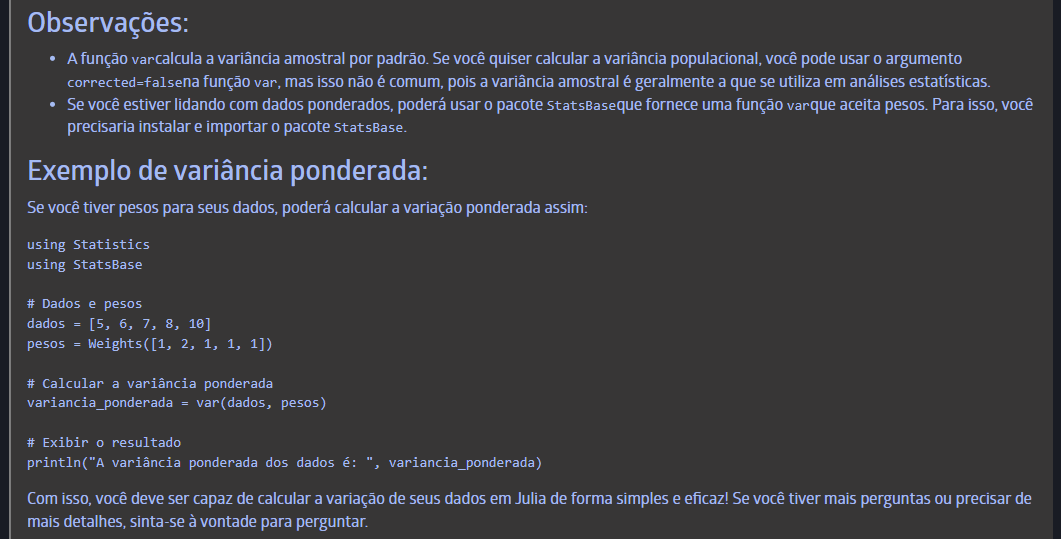 Observações:
• A função varcalcula a variância amostral por padrão. Se você quiser calcular a variância populacional, você pode usar o argumento
corrected=falsena função var, mas isso não é comum, pois a variância amostral é geralmente a que se utiliza em análises estatísticas.
• Se você estiver lidando com dados ponderados, poderá usar o pacote StatsBaseque fornece uma função varque aceita pesos. Para isso, você
precisaria instalar e importar o pacote StatsBase.
Exemplo de variância ponderada:
Se você tiver pesos para seus dados, poderá calcular a variação ponderada assim:
using Statistics
using StatsBase
# Dados e pesos
dados = [5, 6, 7, 8, 10]
pesos = Weights([1, 2, 1, 1, 1])
# Calcular a variância ponderada
variancia_ponderada = var(dados, pesos)
# Exibir o resultado
println("A variância ponderada dos dados é: ", variancia_ponderada)
Com isso, você deve ser capaz de calcular a variação de seus dados em Julia de forma simples e eficaz! Se você tiver mais perguntas ou precisar de
mais detalhes, sinta-se à vontade para perguntar.